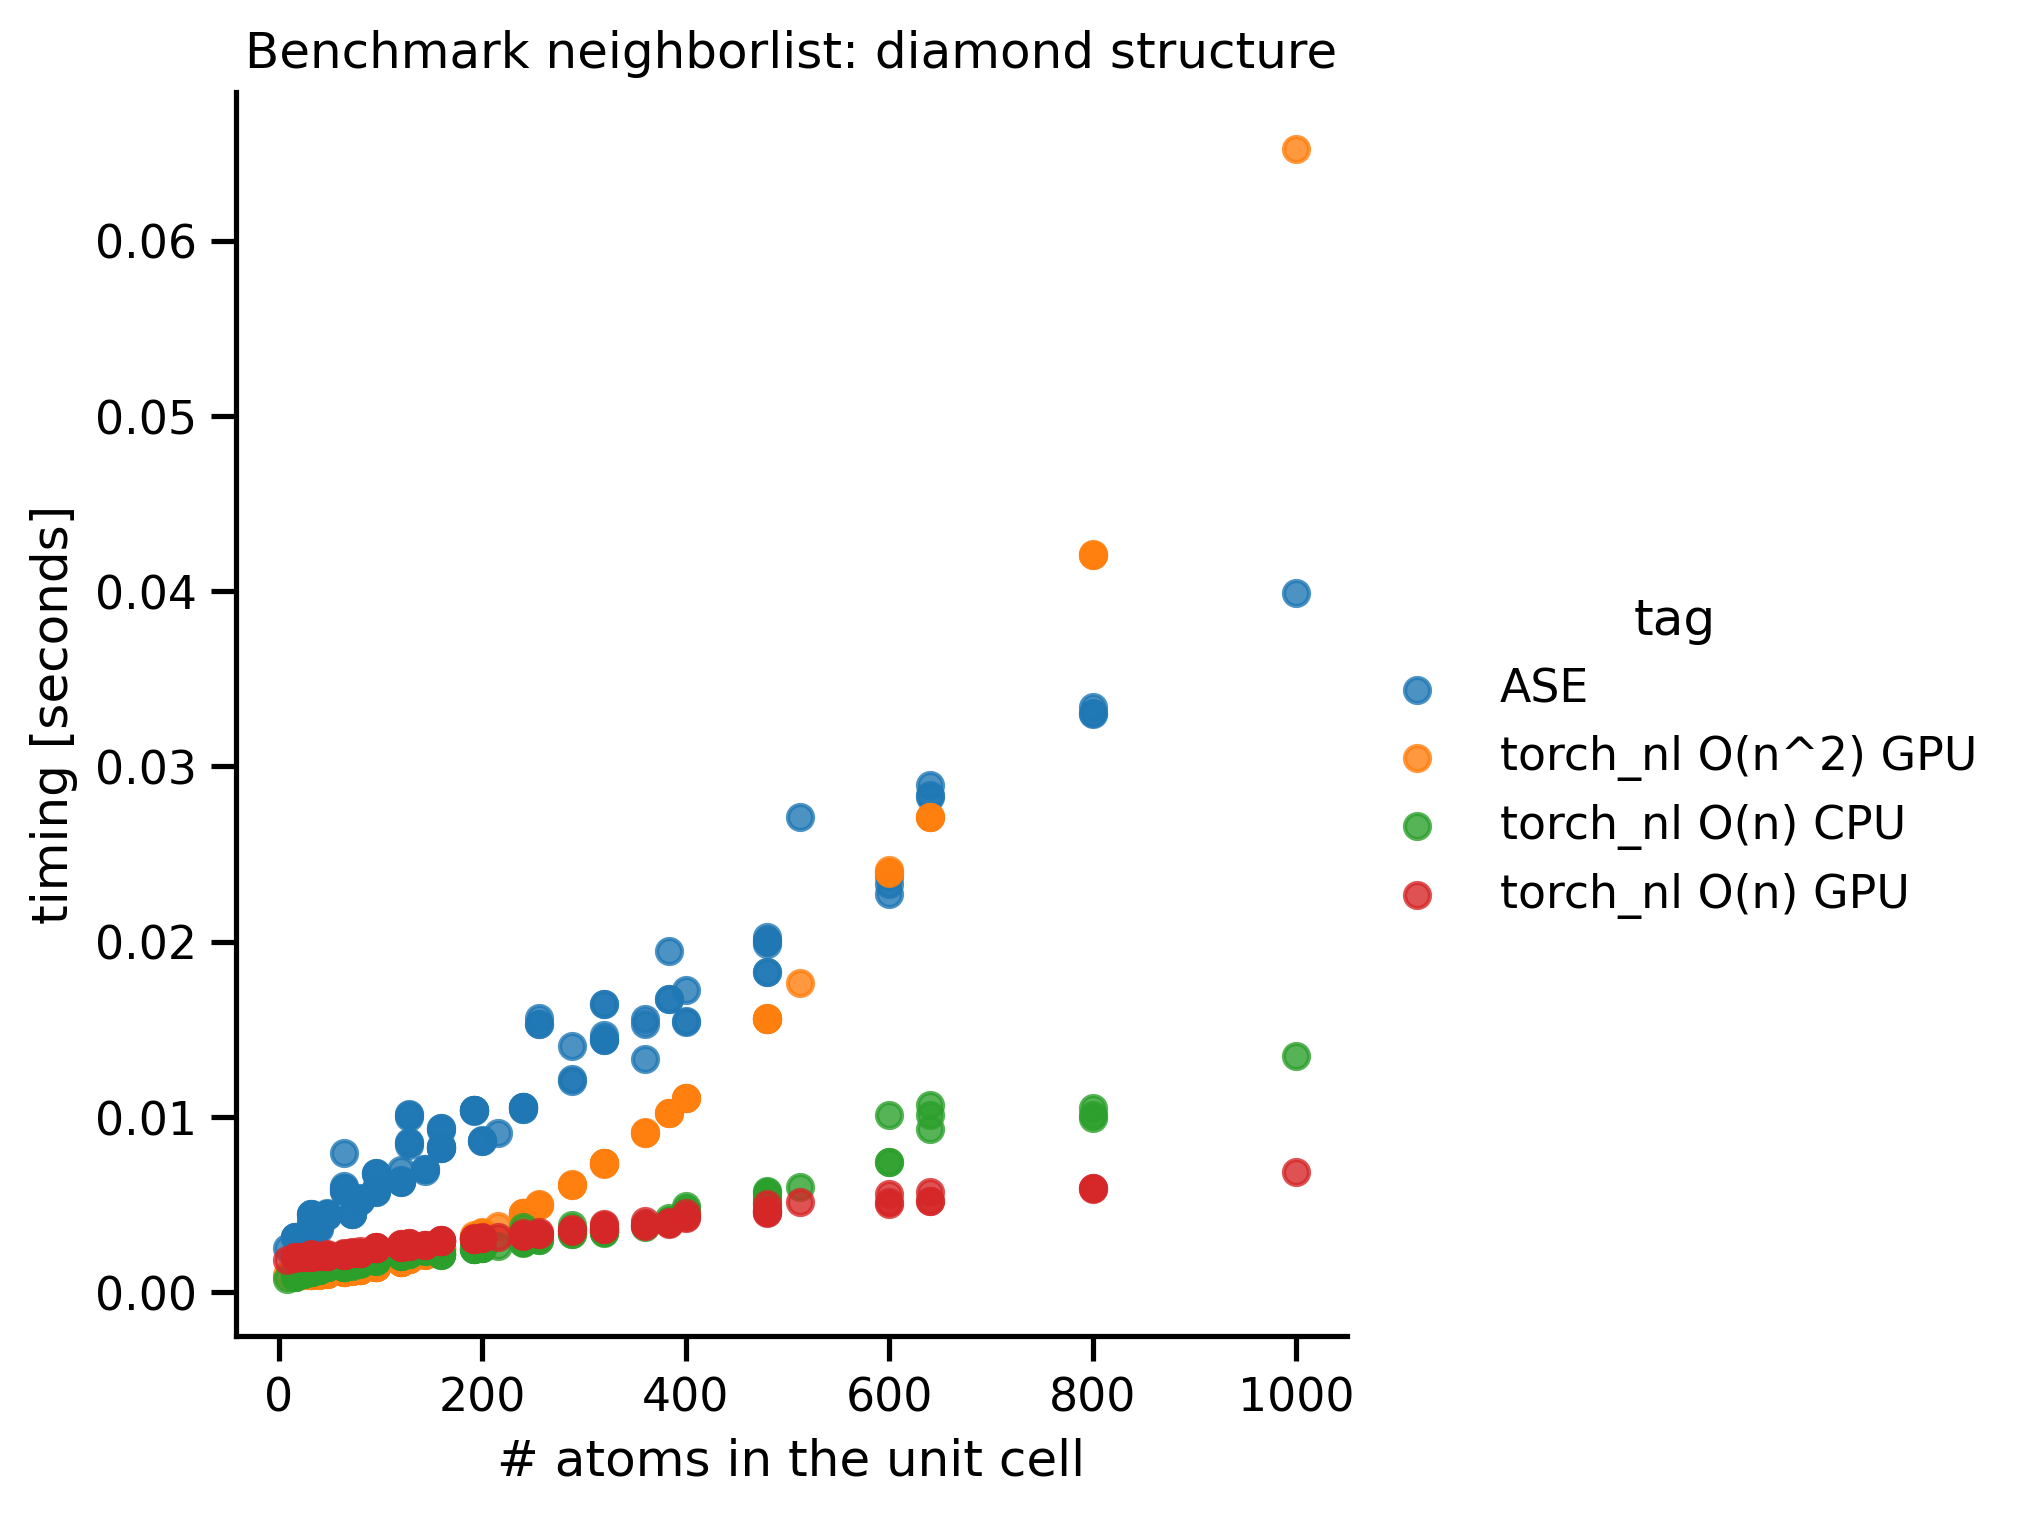 Benchmark neighborlist: diamond structure
timing [seconds]
0.06
0.05
0.04
0.03
0.02
0.01
0.00
0 200 400 600 800 1000
# atoms in the unit cell
tag
ASE
torch_nl O(n^2) GPU
torch_nl O(n) CPU
torch_nl O(n) GPU